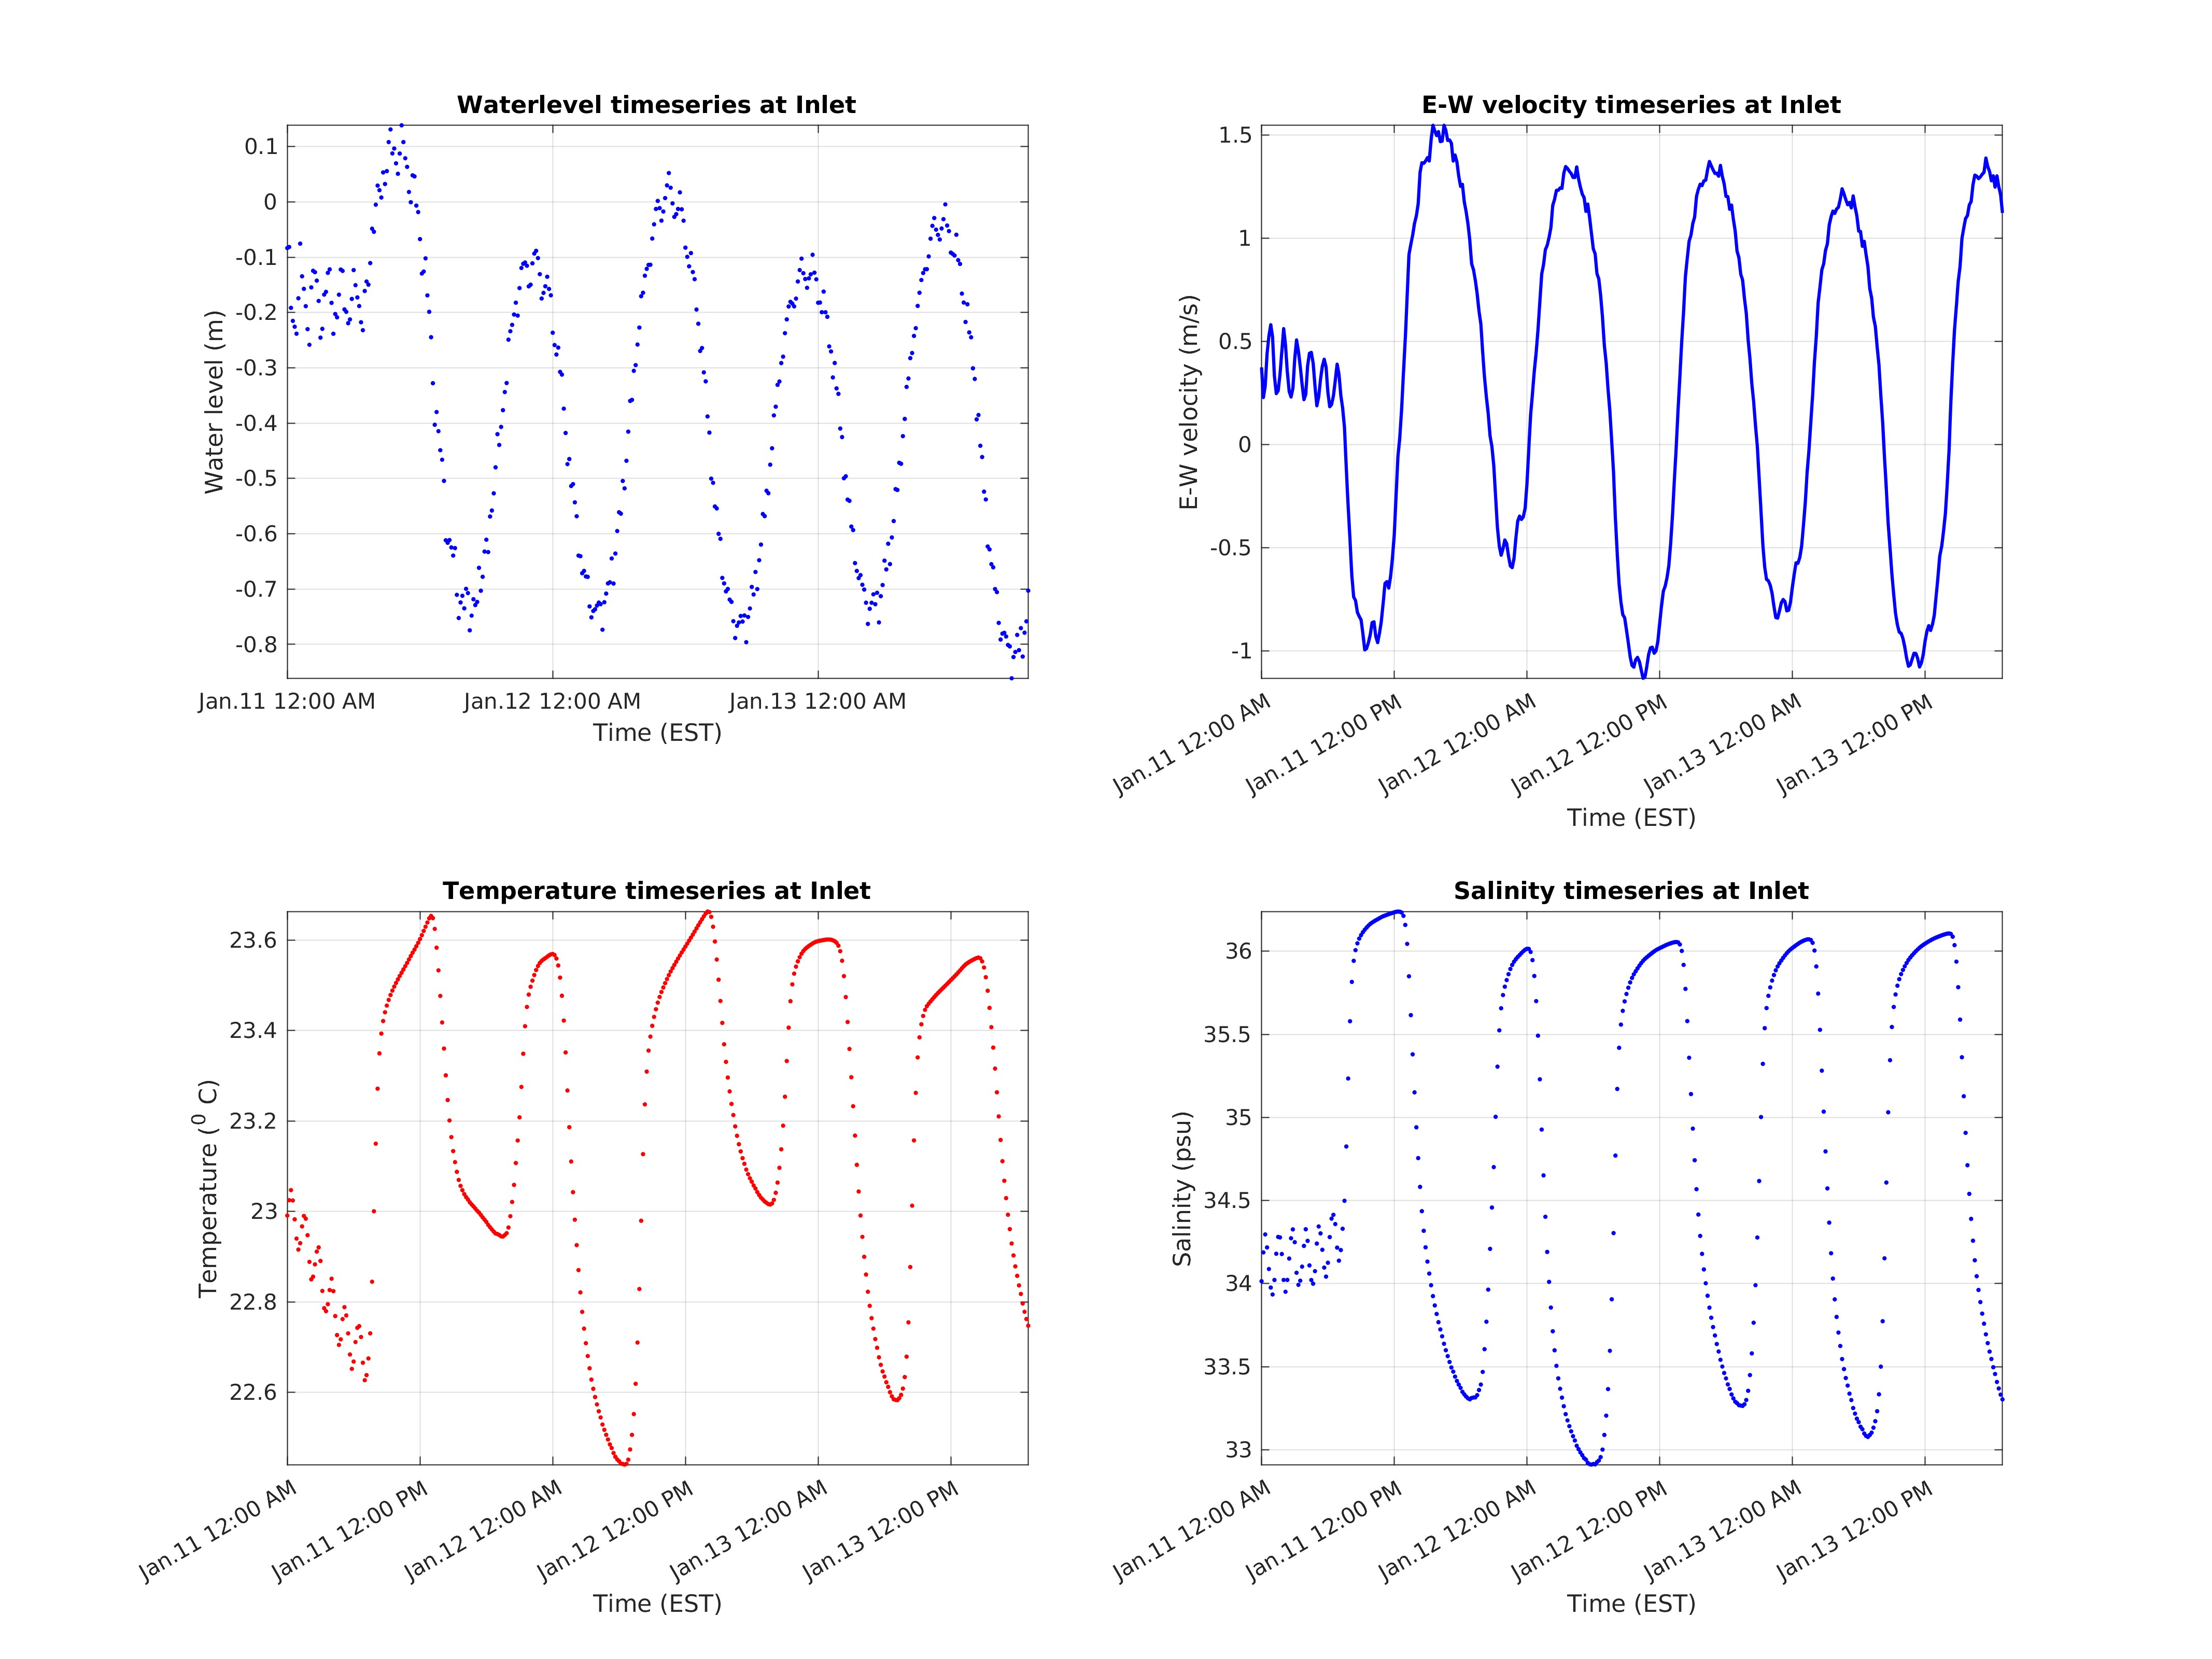 Waterlevel timeseries at Inlet
0.1
0
-0.1
-0.2
-0.3
-0.4
-0.5
-0.6
-0.7
-0.8
Water level (m)
Jan.11 12:00 AM
Jan.12 12:00 AM
Jan.13 12:00 AM
Time (EST)
E-W velocity timeseries at Inlet
1.5
1
0.5
0
-0.5
-1
E-W velocity (m/s)
Jan.11 12:00 AM
Jan.11 12:00 PM
Jan.12 12:00 AM
Jan.12 12:00 PM
Jan.13 12:00 AM
Jan.13 12:00 PM
Time (EST)
Temperature timeseries at Inlet
23.6
23.4
23.2
23
22.8
22.6
Temperature (⁰ C)
Jan.11 12:00 AM
Jan.11 12:00 PM
Jan.12 12:00 AM
Jan.12 12:00 PM
Jan.13 12:00 AM
Jan.13 12:00 PM
Time (EST)
Salinity timeseries at Inlet
36
35.5
35
34.5
34
33.5
33
Salinity (psu)
Jan.11 12:00 AM
Jan.11 12:00 PM
Jan.12 12:00 AM
Jan.12 12:00 PM
Jan.13 12:00 AM
Jan.13 12:00 PM
Time (EST)